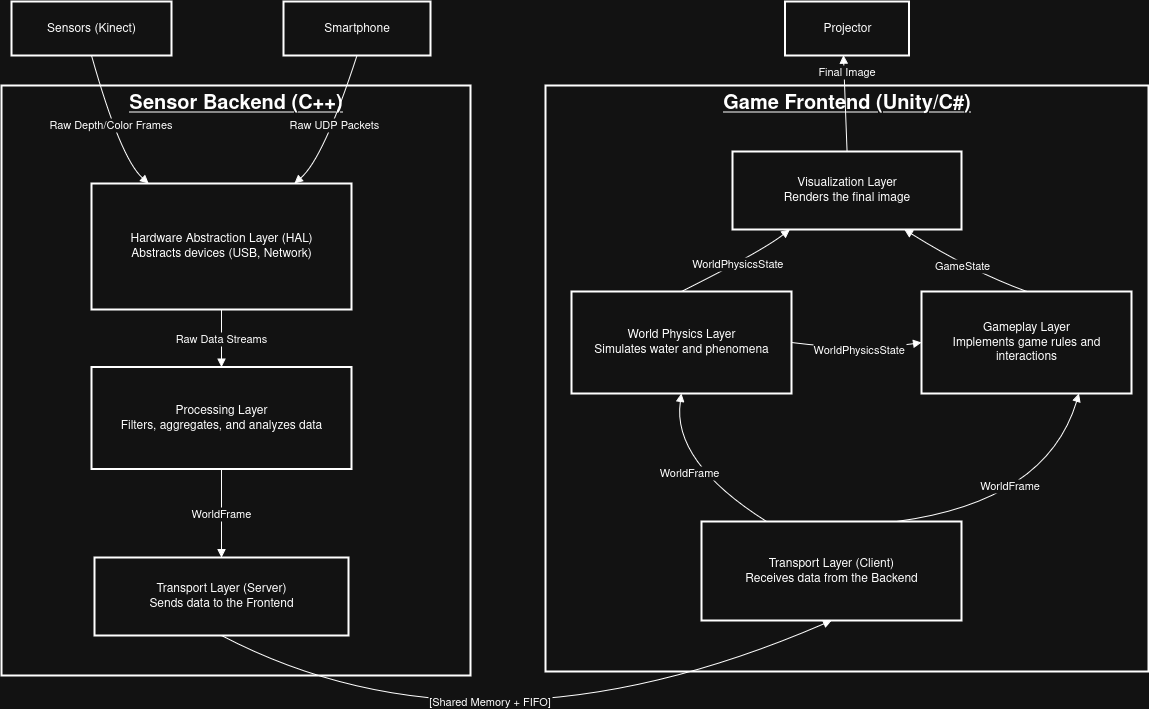 Sensors (Kinect)
Smartphone
Projector
Final Image
Sensor Backend (C++)
Raw Depth/Color Frames
Raw UDP Packets
Hardware Abstraction Layer (HAL)
Abstracts devices (USB, Network)
Raw Data Streams
Processing Layer
Filters, aggregates, and analyzes data
WorldFrame
Transport Layer (Server)
Sends data to the Frontend
[Shared Memory + FIFO]
Game Frontend (Unity/C#)
Visualization Layer
Renders the final image
WorldPhysicsState
GameState
World Physics Layer
Simulates water and phenomena
WorldPhysicsState
Gameplay Layer
Implements game rules and
interactions
WorldFrame
WorldFrame
Transport Layer (Client)
Receives data from the Backend